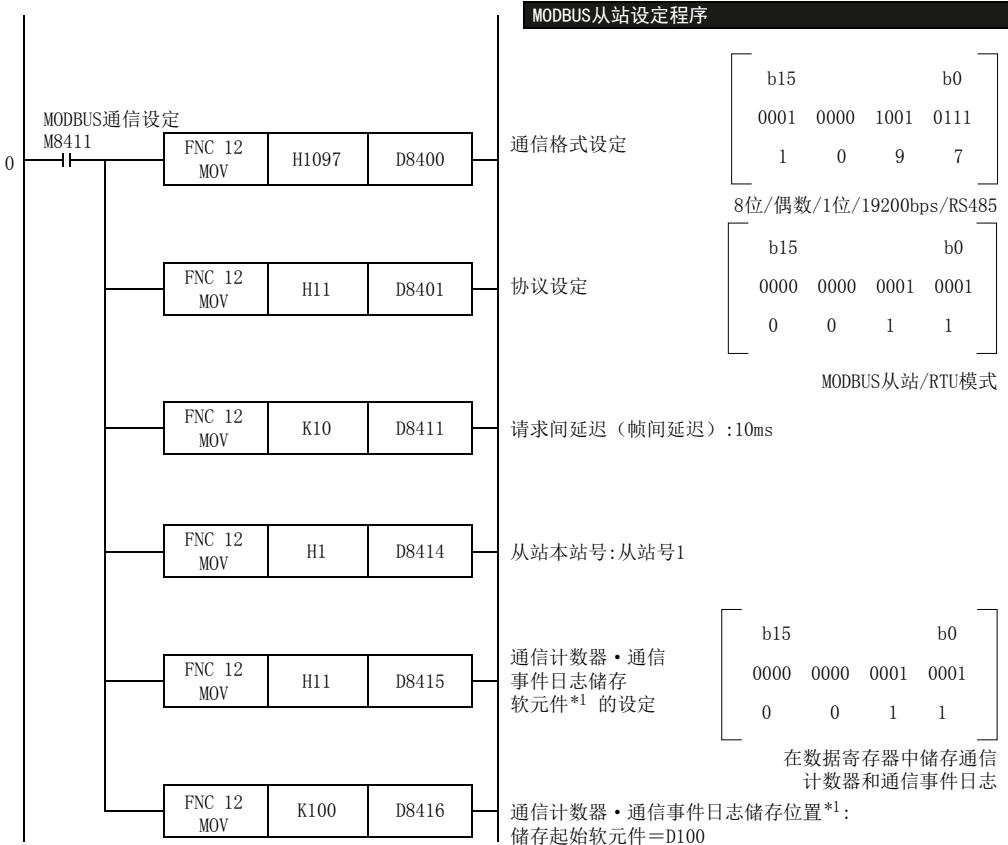 MODBUS从站设定程序
MODBUS通信设定
M8411
0
FNC 12
MOV
H1097
D8400
通信格式设定
b15 b0
0001 0000 1001 0111
1 0 9 7
8位/偶数/1位/19200bps/RS485
FNC 12
MOV
H11
D8401
协议设定
b15 b0
0000 0000 0001 0001
0 0 1 1
MODBUS从站/RTU模式
FNC 12
MOV
K10
D8411
请求间延迟（帧间延迟）:10ms
FNC 12
MOV
H1
D8414
从站本站号:从站号1
FNC 12
MOV
H11
D8415
通信计数器・通信
事件日志储存
软元件*1 的设定
b15 b0
0000 0000 0001 0001
0 0 1 1
在数据寄存器中储存通信
计数器和通信事件日志
FNC 12
MOV
K100
D8416
通信计数器・通信事件日志储存位置*1:
储存起始软元件＝D100